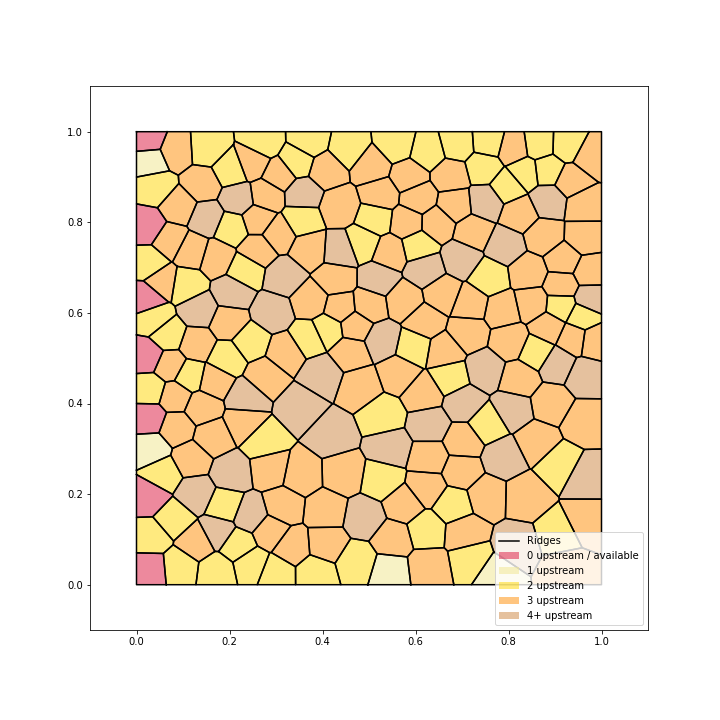 1.0
0.8
0.6
0.4
0.2
0.0
0.0 0.2 0.4 0.6 0.8 1.0
Ridges
0 upstream / available
1 upstream
2 upstream
3 upstream
4+ upstream